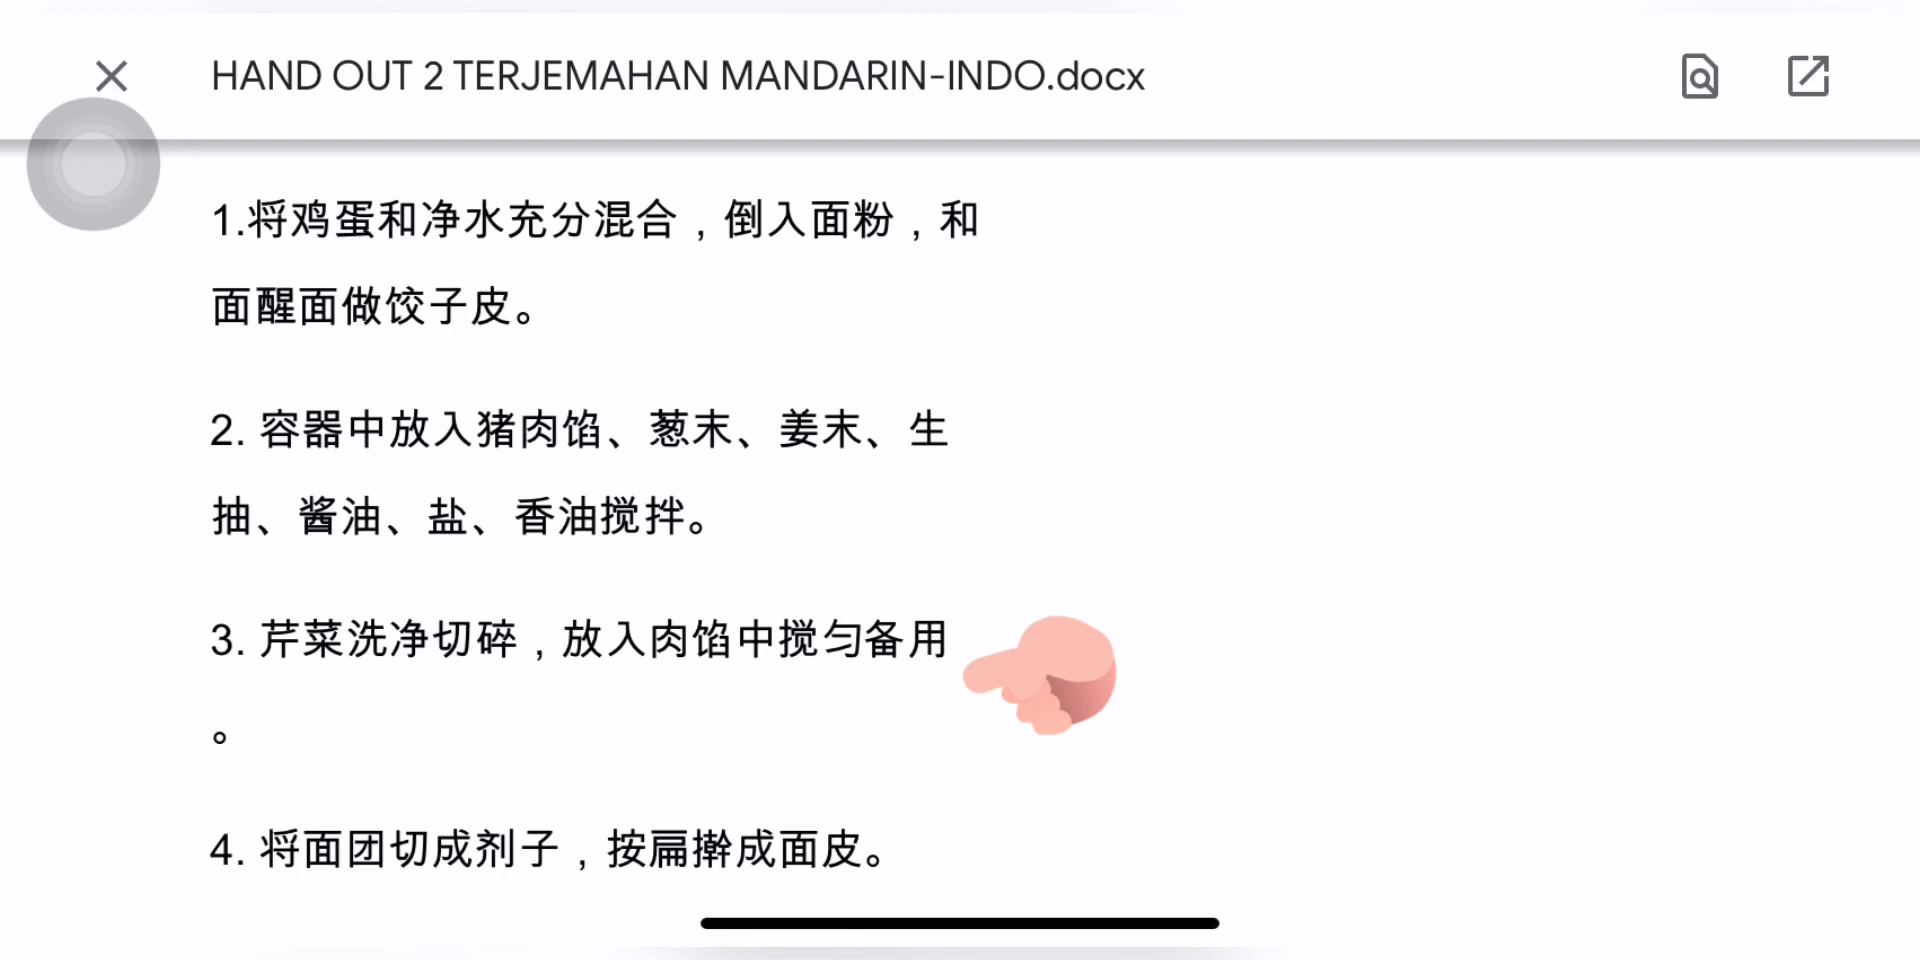 HAND OUT 2 TERJEMAHAN MANDARIN-INDO.docx
1.将鸡蛋和净水充分混合，倒入面粉，和
面醒面做饺子皮。
2. 容器中放入猪肉馅、葱末、姜末、生
抽、酱油、盐、香油搅拌。
3. 芹菜洗净切碎，放入肉馅中搅匀备用
。
4. 将面团切成剂子，按扁擀成面皮。